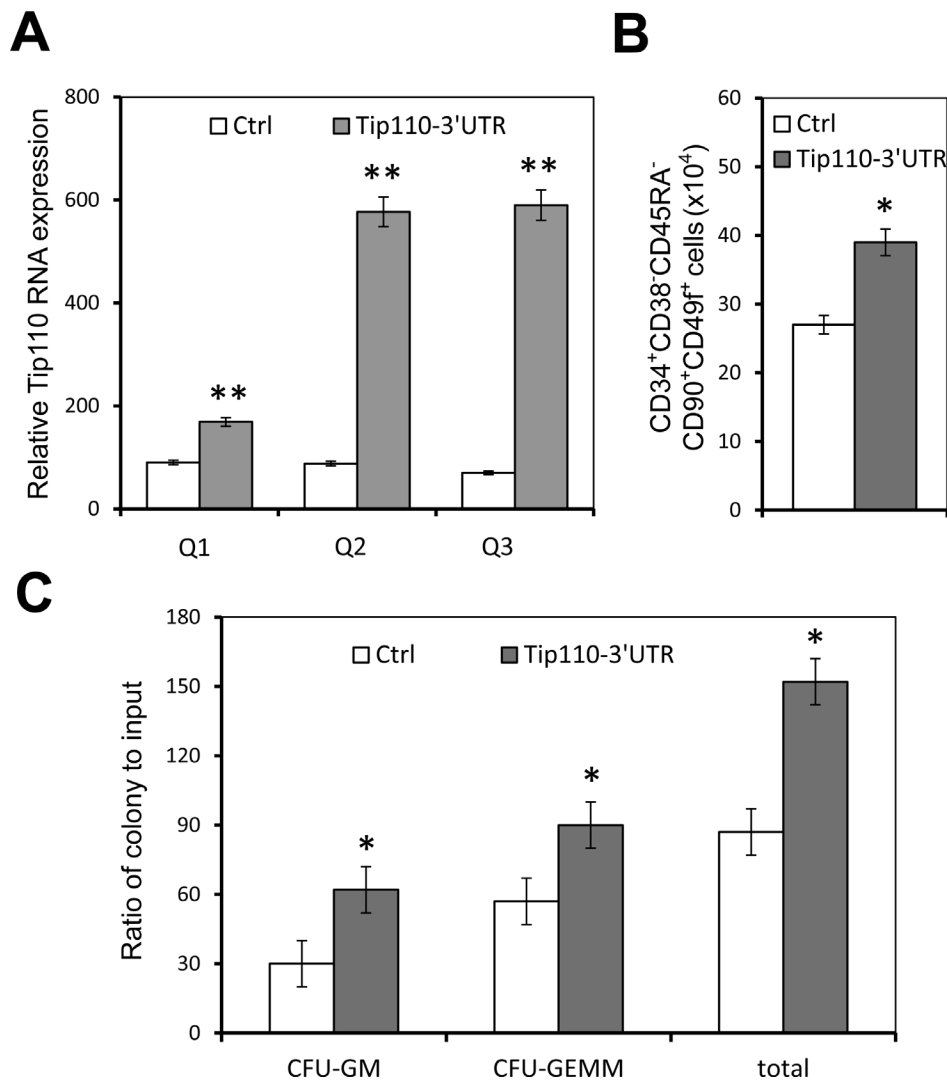 A
Relative Tip110 RNA expression
800
600
400
200
0
Ctrl
Tip110-3'UTR
**
**
**
Q1
Q2
Q3
B
CD34+CD38-CD45RA-
CD90+CD49f+ cells (x10⁴)
60
50
40
30
20
10
0
Ctrl
Tip110-3'UTR
*
C
Ratio of colony to input
180
150
120
90
60
30
0
Ctrl
Tip110-3'UTR
*
*
*
CFU-GM
CFU-GEMM
total